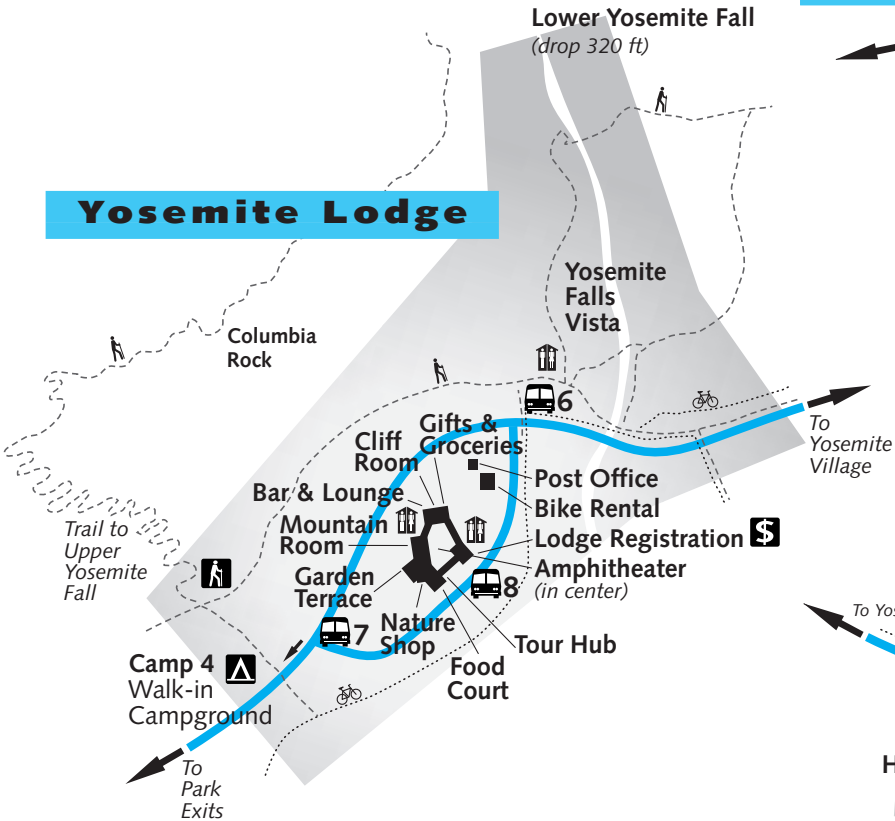 Lower Yosemite Fall
(drop 320 ft)
Yosemite Lodge
Yosemite
Falls
Vista
Columbia
Rock
6
To
Yosemite
Village
Gifts &
Groceries
Cliff
Room
Bar & Lounge
Mountain
Room
Garden
Terrace
Post Office
Bike Rental
Lodge Registration $
Amphitheater
(in center)
8
7
Nature
Shop
Tour Hub
Food
Court
Trail to
Upper
Yosemite
Fall
Camp 4
Walk-in
Campground
To
Park
Exits
To Yos
H